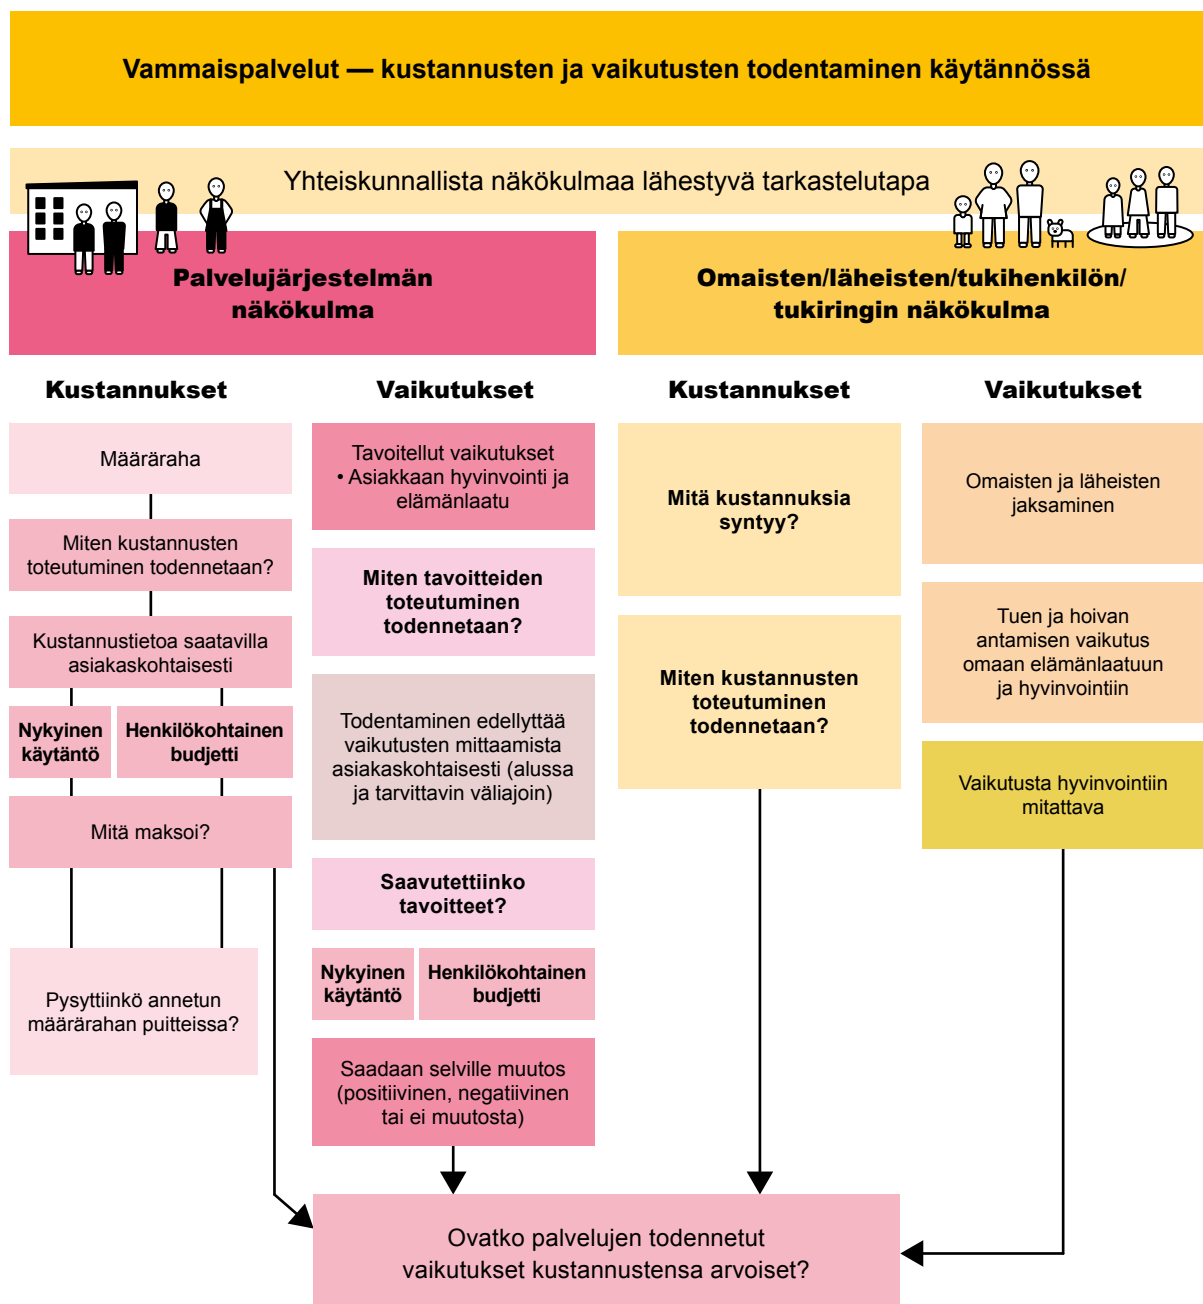 Vammaispalvelut — kustannusten ja vaikutusten todentaminen käytännössä
Yhteiskunnallista näkökulmaa lähestyvä tarkastelutapa
Palvelujärjestelmän
näkökulma
Kustannukset
Määräraha
Miten kustannusten
toteutuminen todennetaan?
Kustannustietoa saatavilla
asiakaskohtaisesti
Nykyinen
käytäntö
Henkilökohtainen
budjetti
Mitä maksoi?
Pysyttiinkö annetun
määrärahan puitteissa?
Vaikutukset
Tavoitellut vaikutukset
• Asiakkaan hyvinvointi ja
elämänlaatu
Miten tavoitteiden
toteutuminen
todennetaan?
Todentaminen edellyttää
vaikutusten mittaamista
asiakaskohtaisesti (alussa
ja tarvittavin väliajoin)
Saavutettiinko
tavoitteet?
Nykyinen
käytäntö
Henkilökohtainen
budjetti
Saadaan selville muutos
(positiivinen, negatiivinen
tai ei muutosta)
Omaisten/läheisten/tukihenkilön/
tukiringin näkökulma
Kustannukset
Mitä kustannuksia
syntyy?
Miten kustannusten
toteutuminen
todennetaan?
Vaikutukset
Omaisten ja läheisten
jaksaminen
Tuen ja hoivan
antamisen vaikutus
omaan elämänlaatuun
ja hyvinvointiin
Vaikutusta hyvinvointiin
mitattava
Ovatko palvelujen todennetut
vaikutukset kustannustensa arvoiset?